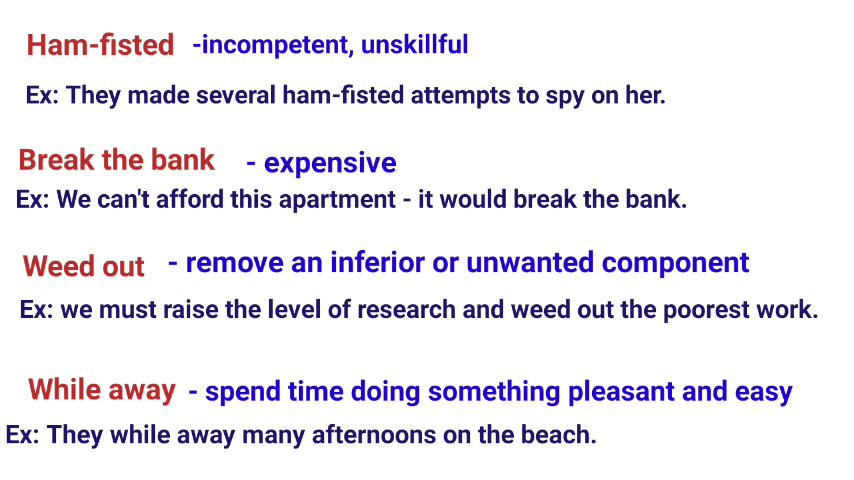 Ham-fisted -incompetent, unskillful
Ex: They made several ham-fisted attempts to spy on her.
Break the bank - expensive
Ex: We can't afford this apartment - it would break the bank.
Weed out - remove an inferior or unwanted component
Ex: we must raise the level of research and weed out the poorest work.
While away - spend time doing something pleasant and easy
Ex: They while away many afternoons on the beach.